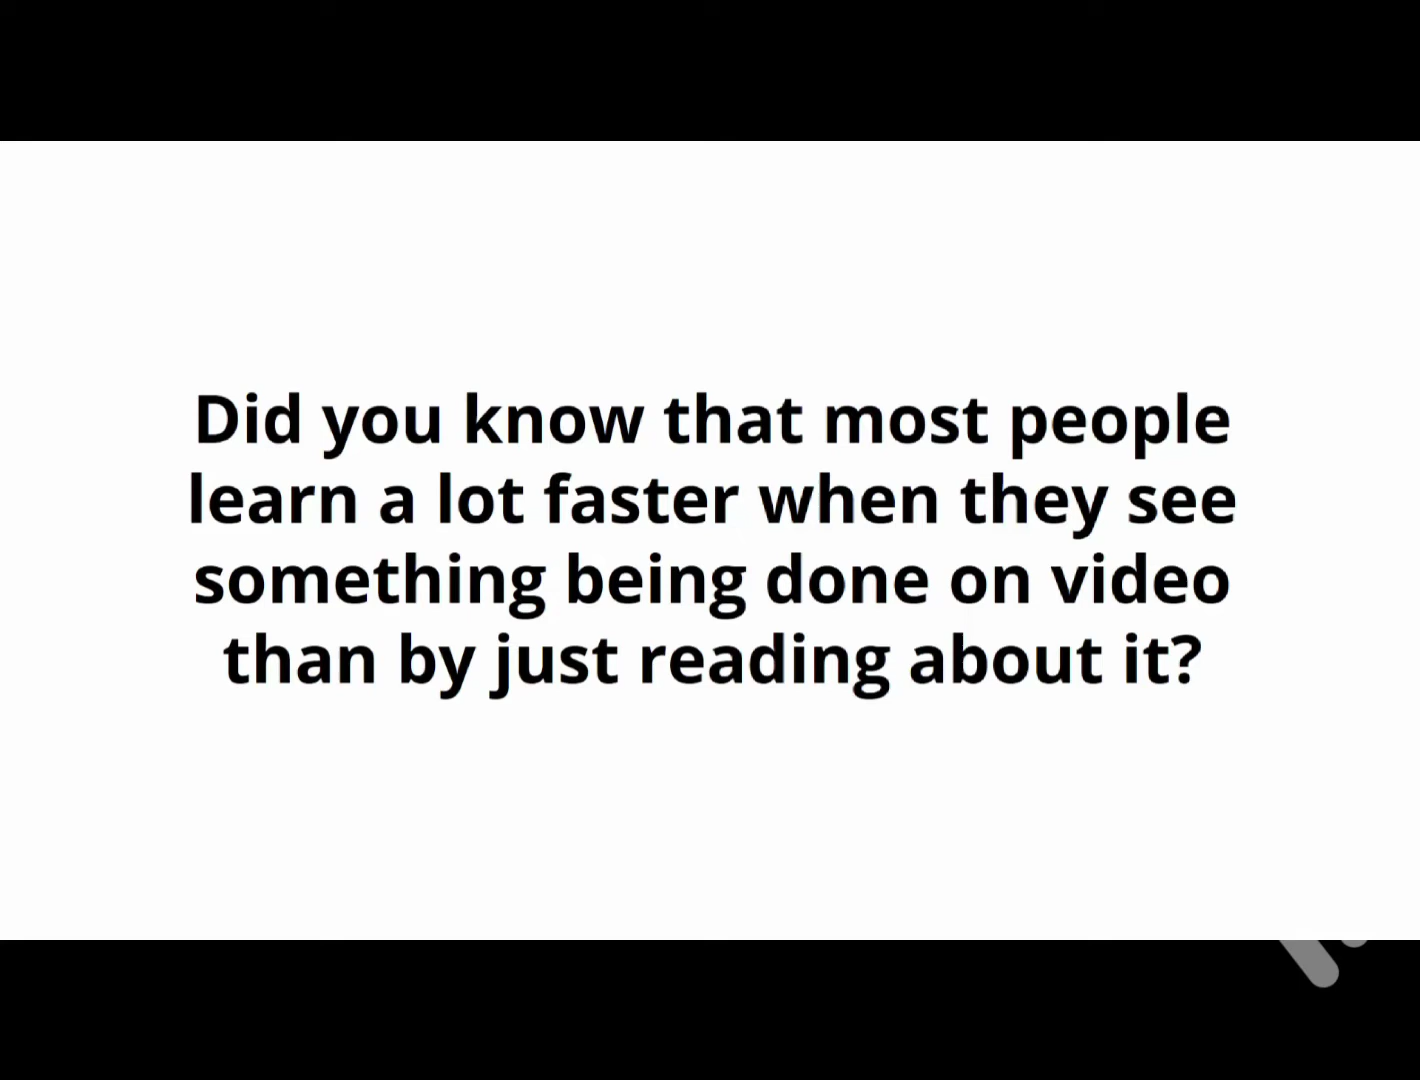 Did you know that most people
learn a lot faster when they see
something being done on video
than by just reading about it?